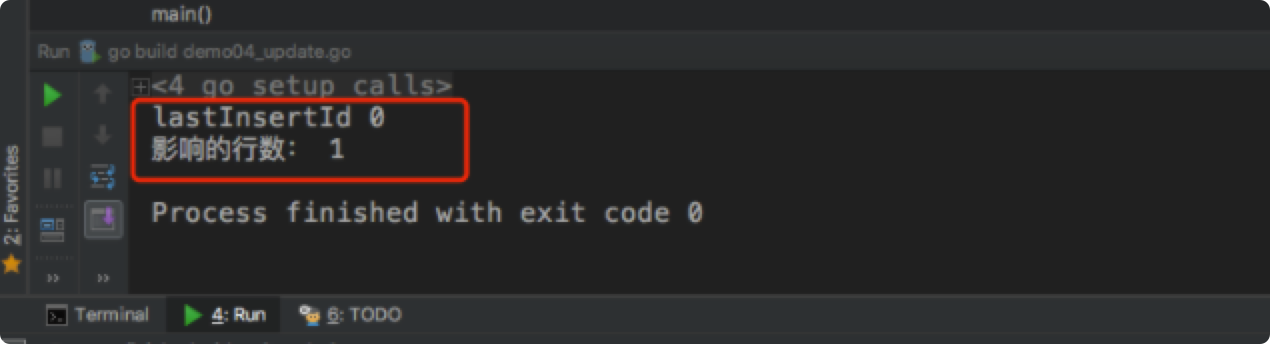 main()
Run go build demo04_update.go
<4 go setup calls>
lastInsertId 0
影响的行数： 1
Process finished with exit code 0
2: Favorites
Terminal 4: Run 6: TODO